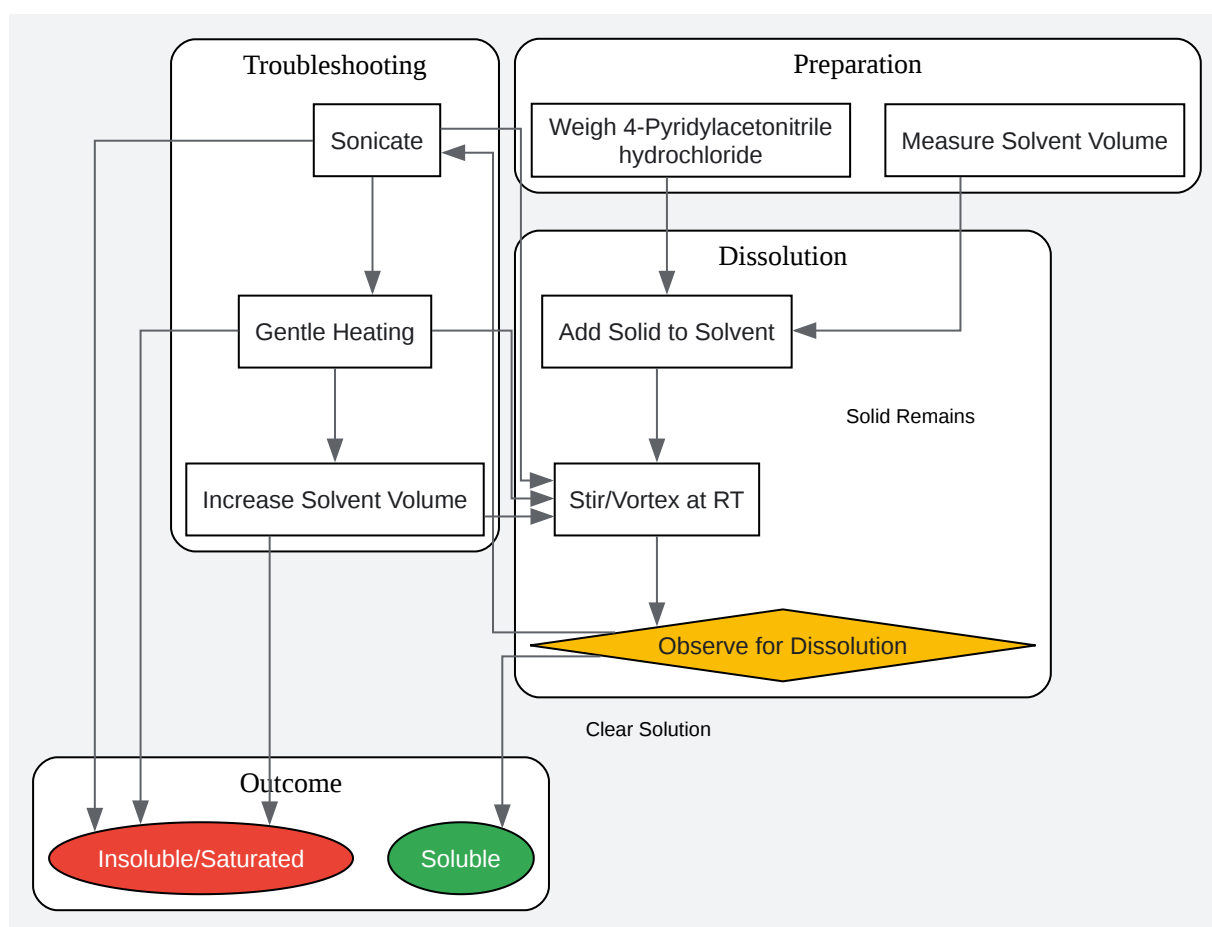 Troubleshooting
Sonicate
Gentle Heating
Increase Solvent Volume
Preparation
Weigh 4-Pyridylacetonitrile
hydrochloride
Measure Solvent Volume
Dissolution
Add Solid to Solvent
Solid Remains
Stir/Vortex at RT
Observe for Dissolution
Clear Solution
Outcome
Insoluble/Saturated
Soluble